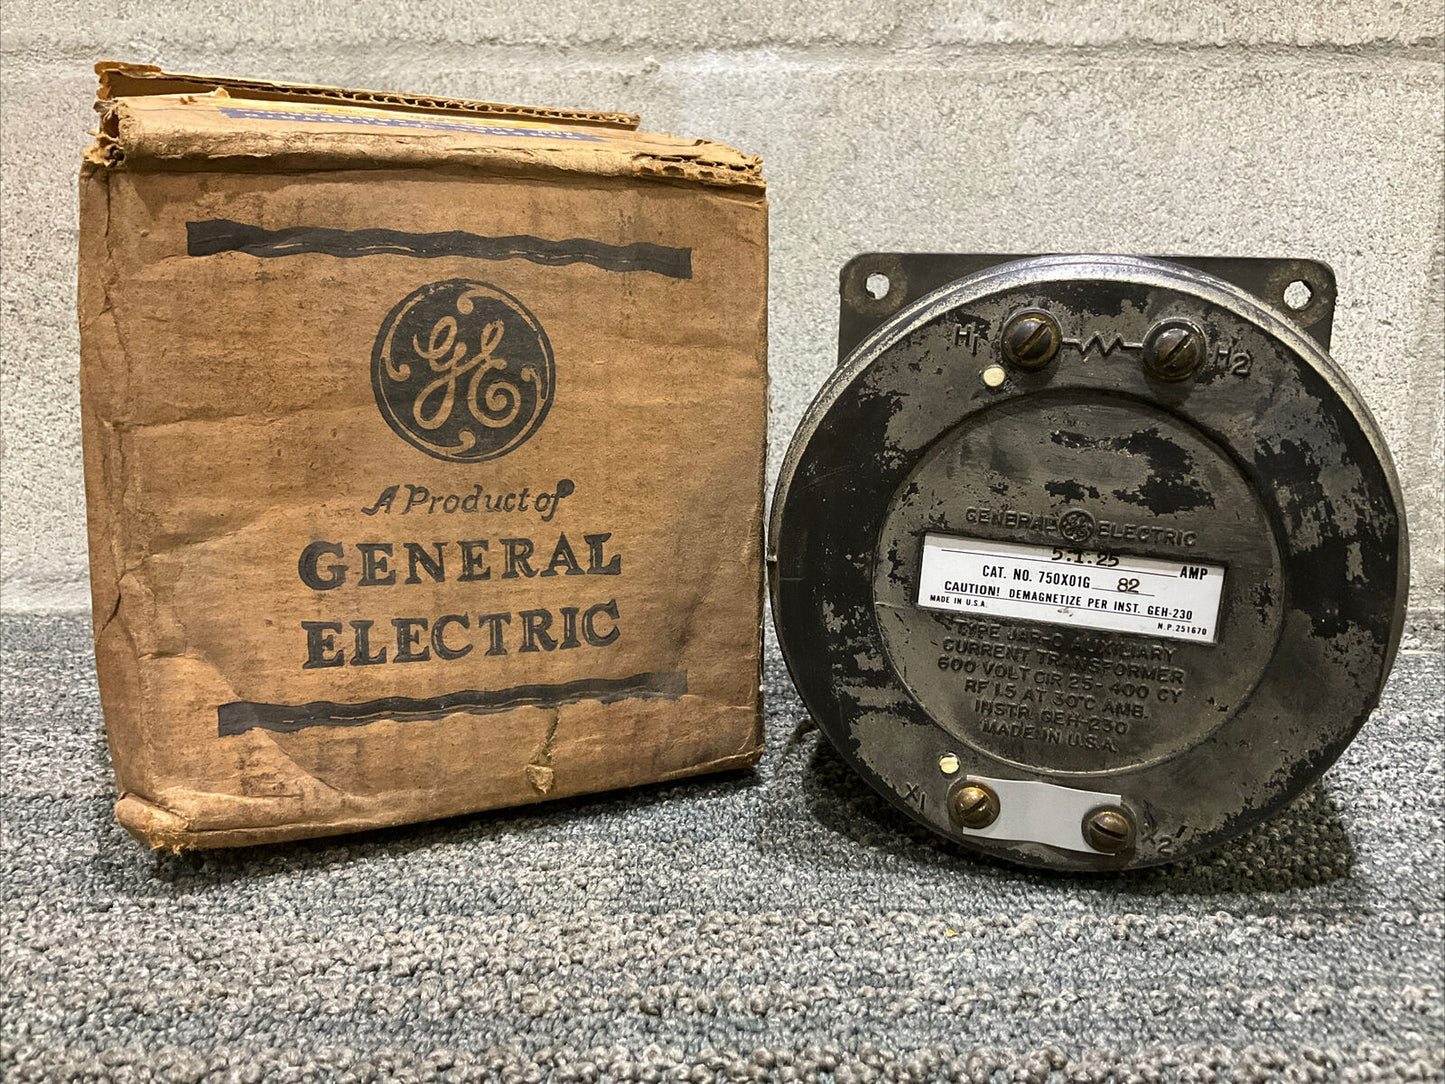 GE
A Product of
GENERAL
ELECTRIC
H1 H2
GENERAL GE ELECTRIC
5:1.25 AMP
CAT. NO. 750X01G 82
CAUTION! DEMAGNETIZE PER INST. GEH-230
MADE IN U.S.A. N.P.251670
TYPE JAR-O AUXILIARY
CURRENT TRANSFORMER
600 VOLT CIR 25-400 CY
RF 1.5 AT 30°C AMB.
INSTR. GEH-230
MADE IN U.S.A.
X1 2